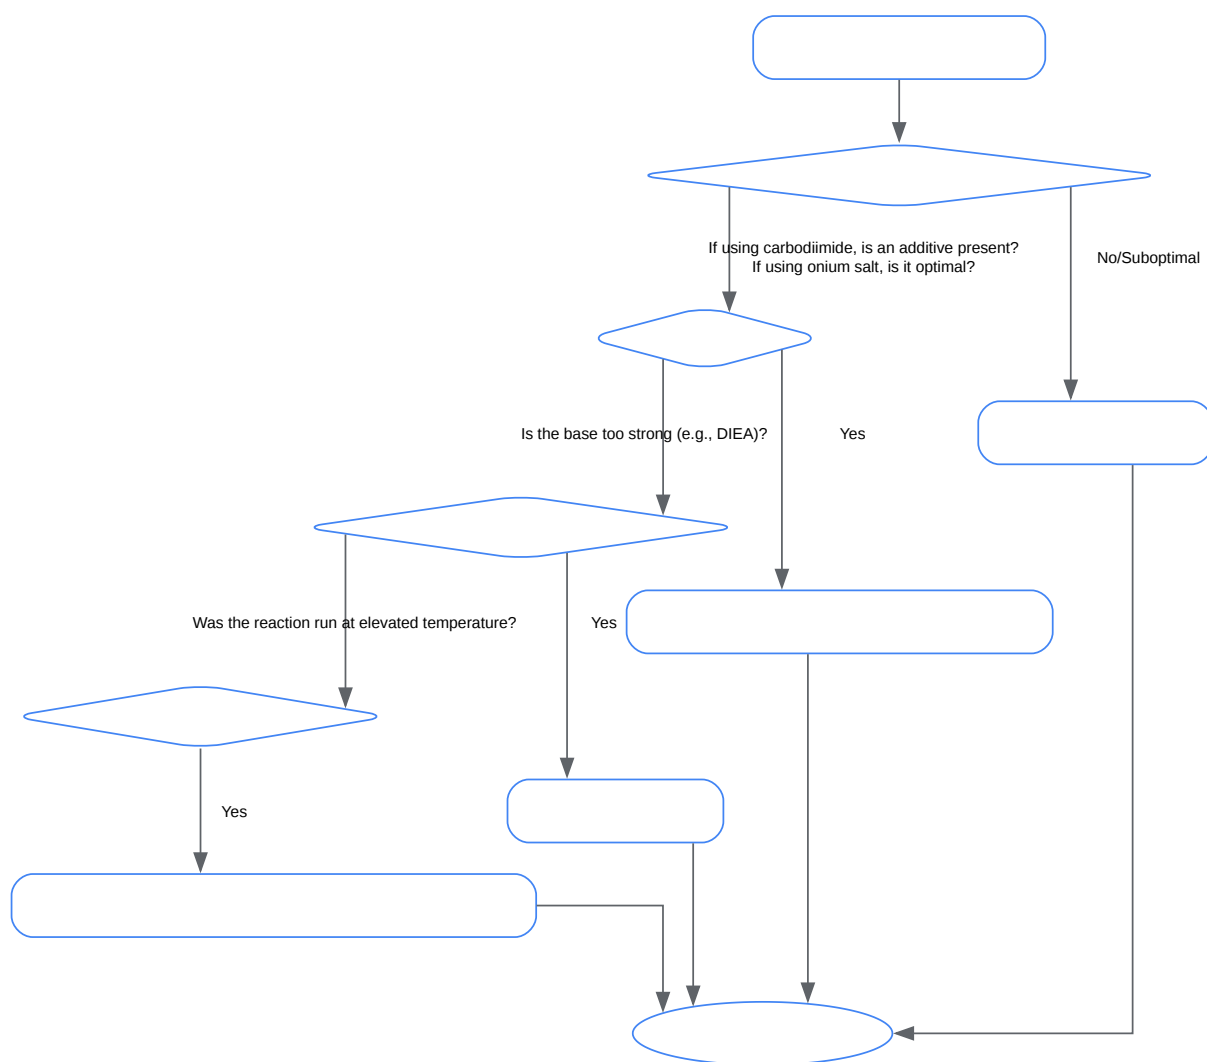 If using carbodiimide, is an additive present?
If using onium salt, is it optimal?
No/Suboptimal
Is the base too strong (e.g., DIEA)?
Yes
Was the reaction run at elevated temperature?
Yes
Yes